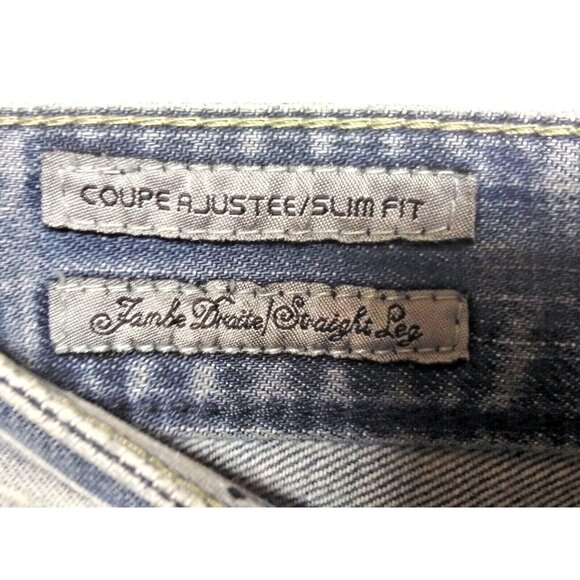 COUPE AJUSTEE/SLIM FIT
Jambe Droite/Straight Leg